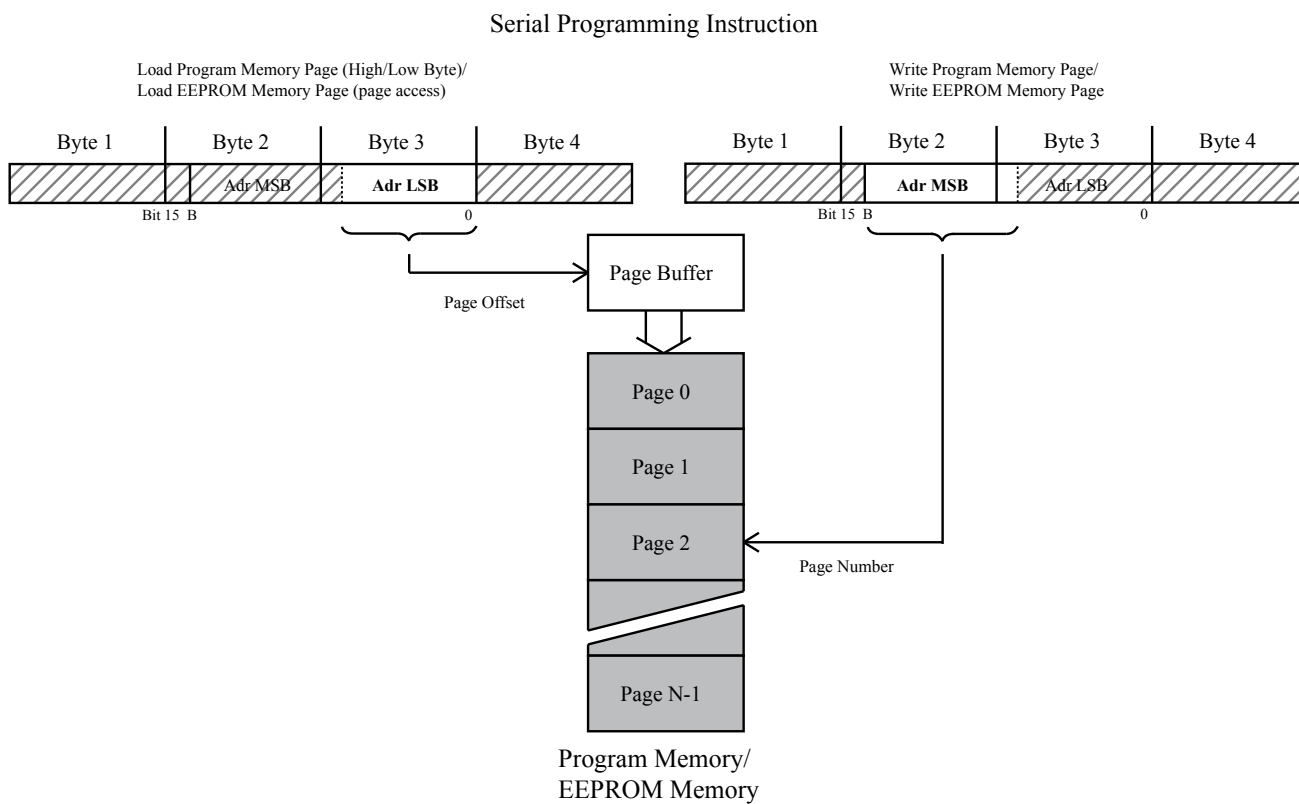 Serial Programming Instruction
Load Program Memory Page (High/Low Byte)/
Load EEPROM Memory Page (page access)
Write Program Memory Page/
Write EEPROM Memory Page
Byte 1 Byte 2 Byte 3 Byte 4
Byte 1 Byte 2 Byte 3 Byte 4
Adr MSB Adr LSB
Adr MSB Adr LSB
Bit 15 B 0
Bit 15 B 0
Page Buffer
Page Offset
Page 0
Page 1
Page 2
Page Number
Page N-1
Program Memory/
EEPROM Memory